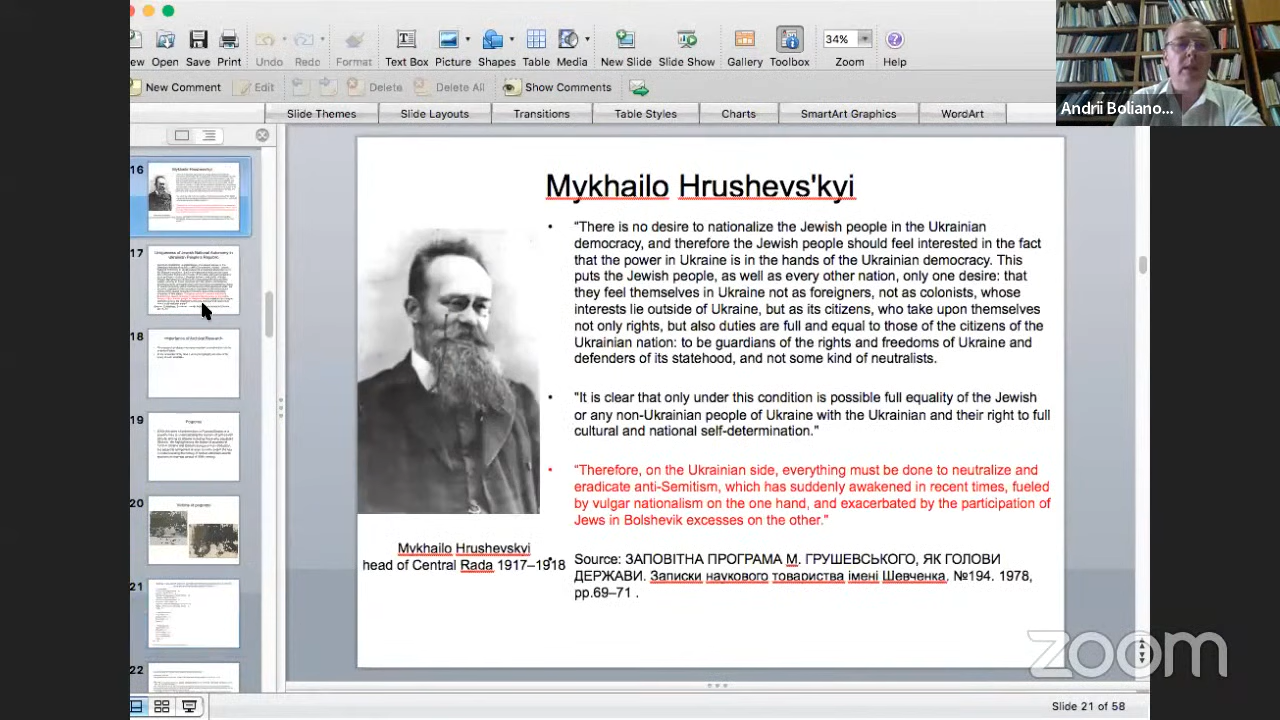 Open Save Print Undo Redo Format Text Box Picture Shapes Table Media New Slide Slide Show Gallery Toolbox Zoom Help
34%
Andrii Boliano...
New Comment Edit Delete Delete All Show Comments
Slide Themes Slide Layouts Transitions Table Styles Charts SmartArt Graphics WordArt
16
17
18
19
20
21
22
Mykhailo Hrushevs'kyi
• "There is no desire to nationalize the Jewish people in the Ukrainian
democracy, and therefore the Jewish people should feel interested in the fact
that the power in Ukraine is in the hands of the Ukrainian democracy. This
puts the Jewish people, as well as every other nation, only one desire: that
they feel themselves in Ukraine not as foreigners, not as colonists, whose
interests lie outside of Ukraine, but as its citizens, who take upon themselves
not only rights, but also duties are full and equal to those of the citizens of the
Ukrainian nation: to be guardians of the rights and freedoms of Ukraine and
defenders of its statehood, and not some kind of neutralists.
• "It is clear that only under this condition is possible full equality of the Jewish
or any non-Ukrainian people of Ukraine with the Ukrainian and their right to full
cultural and national self-determination."
• "Therefore, on the Ukrainian side, everything must be done to neutralize and
eradicate anti-Semitism, which has suddenly awakened in recent times, fueled
by vulgar nationalism on the one hand, and exacerbated by the participation of
Jews in Bolshevik excesses on the other."
Mykhailo Hrushevskyi
head of Central Rada 1917–1918
• Source: ЗАПОВІТНА ПРОГРАМА М. ГРУШЕВСЬКОГО, ЯК ГОЛОВИ
ДЕРЖАВИ. Записки наукового товариства імені Шевченка. №194. 1978,
pp.69–71 .
zoom
Slide 21 of 58